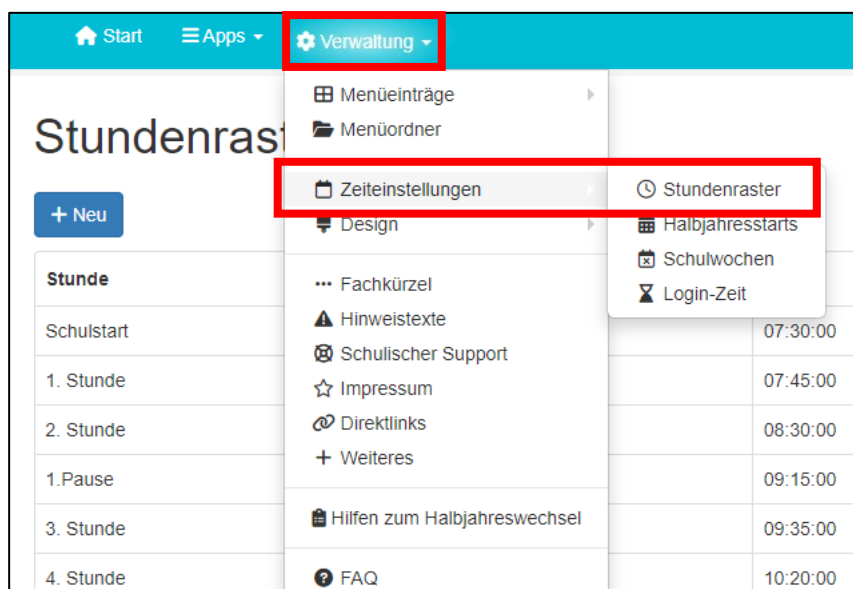 Start Apps Verwaltung
Menüeinträge
Menüordner
Stundenrast
Zeiteinstellungen
Stundenraster
+ Neu
Design
Halbjahresstarts
Schulwochen
Login-Zeit
Stunde
Fachkürzel
Hinweistexte
Schulstart
07:30:00
Schulischer Support
1. Stunde
Impressum
07:45:00
2. Stunde
Direktlinks
08:30:00
Weiteres
1.Pause
09:15:00
Hilfen zum Halbjahreswechsel
3. Stunde
09:35:00
4. Stunde
FAQ
10:20:00